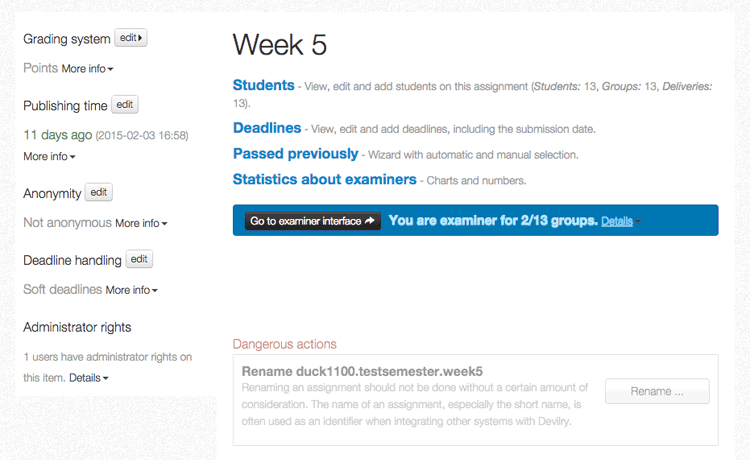 Grading system edit
Points More info
Publishing time edit
11 days ago (2015-02-03 16:58)
More info
Anonymity edit
Not anonymous More info
Deadline handling edit
Soft deadlines More info
Administrator rights
1 users have administrator rights on
this item. Details
Week 5
Students - View, edit and add students on this assignment (Students: 13, Groups: 13, Deliveries:
13).
Deadlines - View, edit and add deadlines, including the submission date.
Passed previously - Wizard with automatic and manual selection.
Statistics about examiners - Charts and numbers.
Go to examiner interface You are examiner for 2/13 groups. Details
Dangerous actions
Rename duck1100.testsemester.week5
Renaming an assignment should not be done without a certain amount of
consideration. The name of an assignment, especially the short name, is
often used as an identifier when integrating other systems with Devilry.
Rename ...